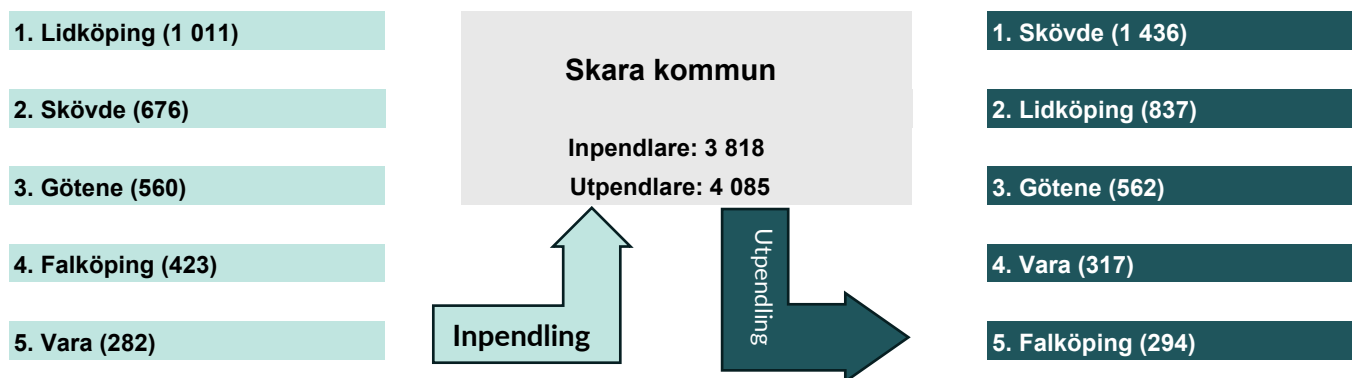 1. Lidköping (1 011)
2. Skövde (676)
3. Götene (560)
4. Falköping (423)
5. Vara (282)
Skara kommun
Inpendlare: 3 818
Utpendlare: 4 085
Inpendling
Utpendling
1. Skövde (1 436)
2. Lidköping (837)
3. Götene (562)
4. Vara (317)
5. Falköping (294)